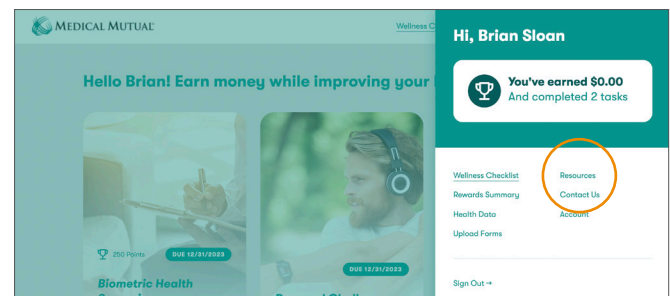 MEDICAL MUTUAL®
Wellness C
Hello Brian! Earn money while improving your
250 Points
DUE 12/31/2023
Biometric Health
DUE 12/31/2023
Hi, Brian Sloan
You've earned $0.00
And completed 2 tasks
Wellness Checklist
Resources
Rewards Summary
Contact Us
Health Data
Account
Upload Forms
Sign Out →